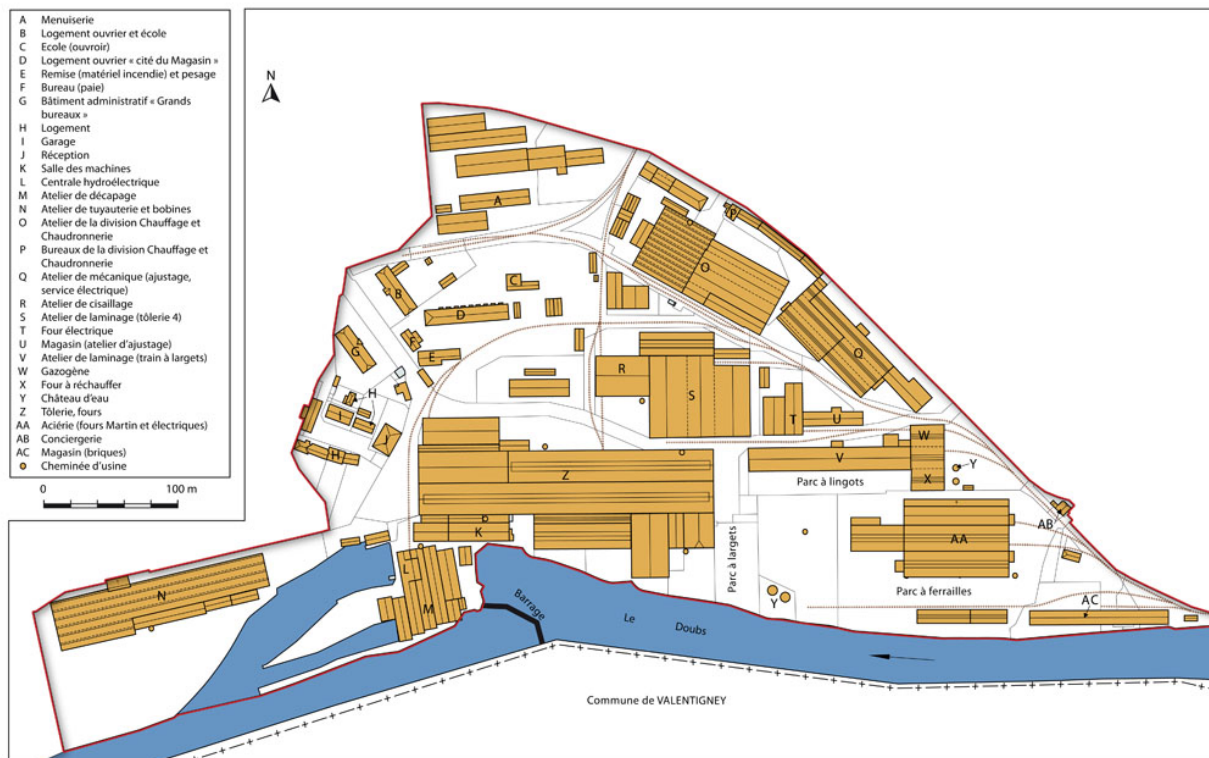 A Menuiserie
B Logement ouvrier et école
C Ecole (ouvroir)
D Logement ouvrier « cité du Magasin »
E Remise (matériel incendie) et pesage
F Bureau (paie)
G Bâtiment administratif « Grands
bureaux »
H Logement
I Garage
J Réception
K Salle des machines
L Centrale hydroélectrique
M Atelier de décapage
N Atelier de tuyauterie et bobines
O Atelier de la division Chauffage et
Chaudronnerie
P Bureaux de la division Chauffage et
Chaudronnerie
Q Atelier de mécanique (ajustage,
service électrique)
R Atelier de cisaillage
S Atelier de laminage (tôlerie 4)
T Four électrique
U Magasin (atelier d'ajustage)
V Atelier de laminage (train à largets)
W Gazogène
X Four à réchauffer
Y Château d'eau
Z Tôlerie, fours
AA Aciérie (fours Martin et électriques)
AB Conciergerie
AC Magasin (briques)
Cheminée d'usine
0 100 m
N
A
P
O
B
C
D
F
E
G
Q
R
S
H
I
J
T
U
W
V
Y
Z
X
Parc à lingots
K
AB
AA
Parc à largets
L
M
N
Parc à ferrailles
Y
AC
Barrage
Le Doubs
H
Commune de VALENTIGNEY